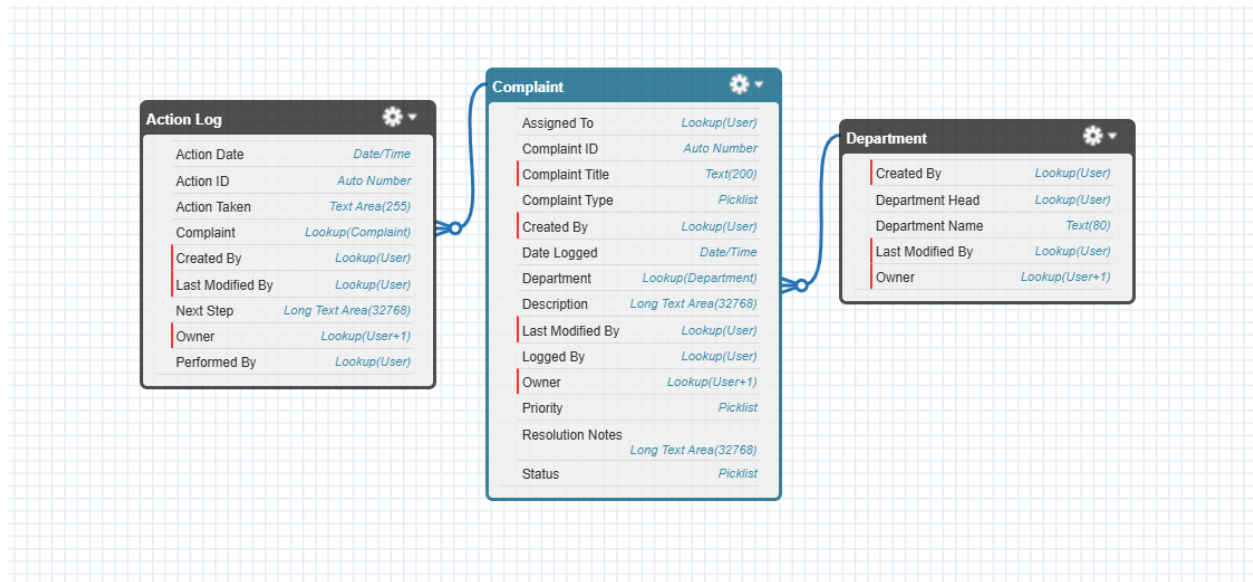 Action Log
Action Date Date/Time
Action ID Auto Number
Action Taken Text Area(255)
Complaint Lookup(Complaint)
Created By Lookup(User)
Last Modified By Lookup(User)
Next Step Long Text Area(32768)
Owner Lookup(User+1)
Performed By Lookup(User)
Complaint
Assigned To Lookup(User)
Complaint ID Auto Number
Complaint Title Text(200)
Complaint Type Picklist
Created By Lookup(User)
Date Logged Date/Time
Department Lookup(Department)
Description Long Text Area(32768)
Last Modified By Lookup(User)
Logged By Lookup(User)
Owner Lookup(User+1)
Priority Picklist
Resolution Notes
Long Text Area(32768)
Status Picklist
Department
Created By Lookup(User)
Department Head Lookup(User)
Department Name Text(80)
Last Modified By Lookup(User)
Owner Lookup(User+1)